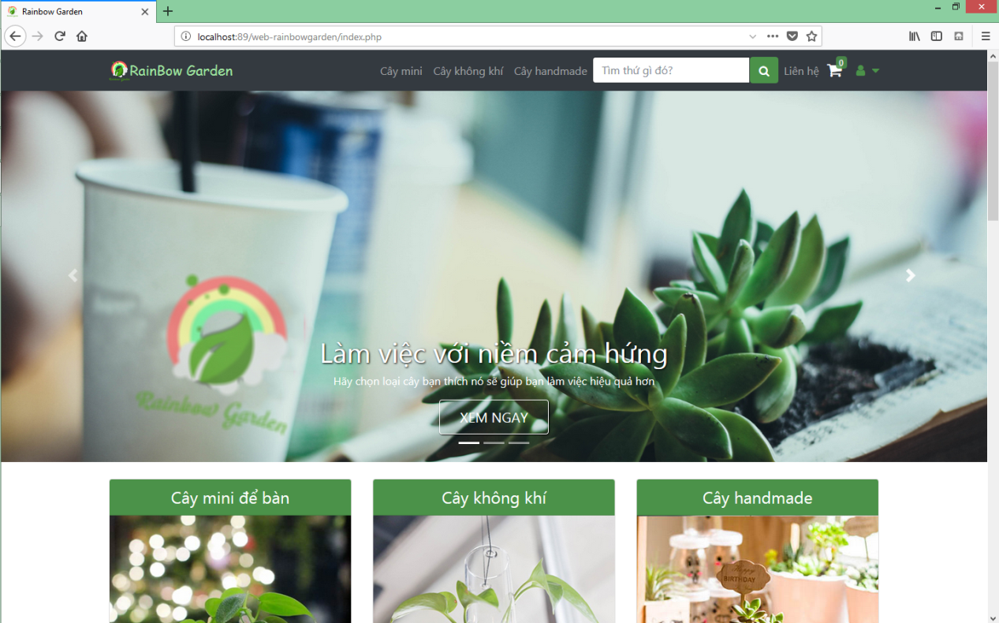 Rainbow Garden
localhost:89/web-rainbowgarden/index.php
RainBow Garden
Cây mini
Cây không khí
Cây handmade
Tìm thứ gì đó?
Liên hệ
0
Rainbow Garden
Làm việc với niềm cảm hứng
Hãy chọn loại cây bạn thích nó sẽ giúp bạn làm việc hiệu quả hơn
XEM NGAY
Cây mini để bàn
Cây không khí
Cây handmade
Happy
BIRTHDAY